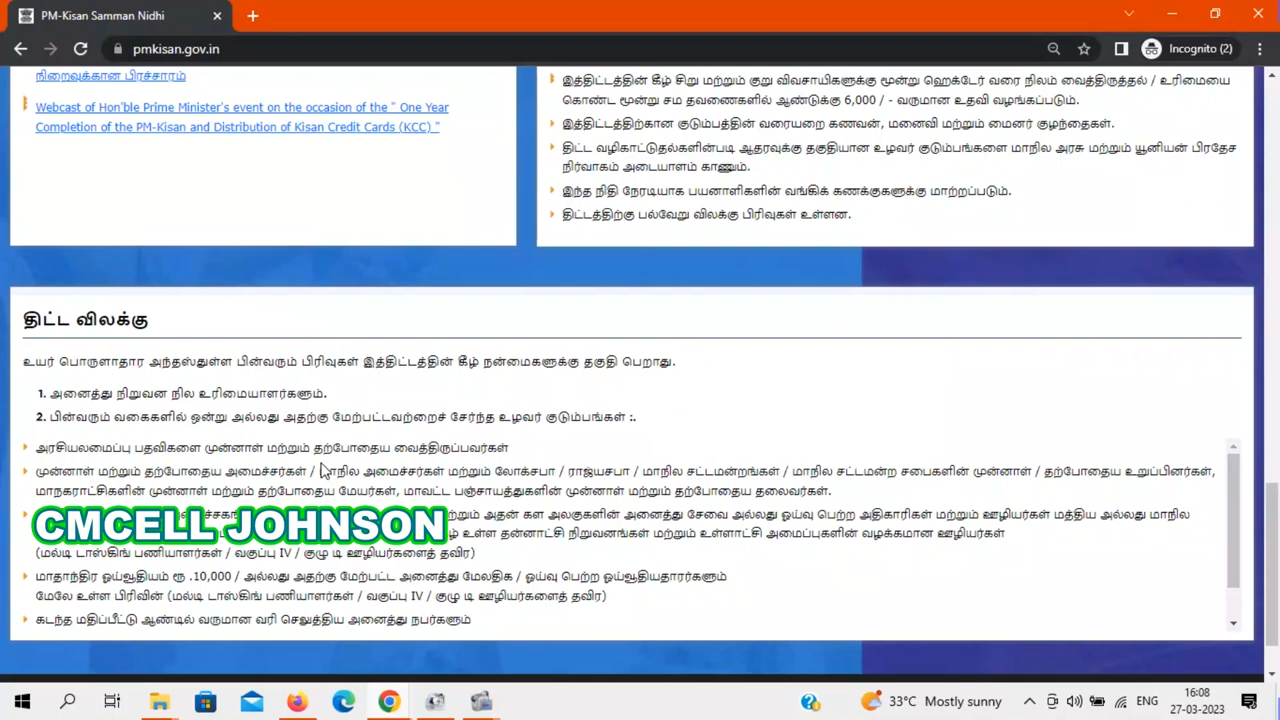 PM-Kisan Samman Nidhi
pmkisan.gov.in
Incognito (2)
நிறைவுக்கான பிரச்சாரம்
Webcast of Hon'ble Prime Minister's event on the occasion of the " One Year
Completion of the PM-Kisan and Distribution of Kisan Credit Cards (KCC) "
இத்திட்டத்தின் கீழ் சிறு மற்றும் குறு விவசாயிகளுக்கு மூன்று ஹெக்டேர் வரை நிலம் வைத்திருத்தல் / உரிமையை
கொண்ட மூன்று சம தவணைகளில் ஆண்டுக்கு 6,000 / - வருமான உதவி வழங்கப்படும்.
இத்திட்டத்திற்கான குடும்பத்தின் வரையறை கணவன், மனைவி மற்றும் மைனர் குழந்தைகள்.
திட்ட வழிகாட்டுதல்களின்படி ஆதரவுக்கு தகுதியான உழவர் குடும்பங்களை மாநில அரசு மற்றும் யூனியன் பிரதேச
நிர்வாகம் அடையாளம் காணும்.
இந்த நிதி நேரடியாக பயனாளிகளின் வங்கிக் கணக்குகளுக்கு மாற்றப்படும்.
திட்டத்திற்கு பல்வேறு விலக்கு பிரிவுகள் உள்ளன.
திட்ட விலக்கு
உயர் பொருளாதார அந்தஸ்துள்ள பின்வரும் பிரிவுகள் இத்திட்டத்தின் கீழ் நன்மைகளுக்கு தகுதி பெறாது.
1. அனைத்து நிறுவன நில உரிமையாளர்களும்.
2. பின்வரும் வகைகளில் ஒன்று அல்லது அதற்கு மேற்பட்டவற்றைச் சேர்ந்த உழவர் குடும்பங்கள் :.
அரசியலமைப்பு பதவிகளை முன்னாள் மற்றும் தற்போதைய வைத்திருப்பவர்கள்
முன்னாள் மற்றும் தற்போதைய அமைச்சர்கள் / மாநில அமைச்சர்கள் மற்றும் லோக்சபா / ராஜ்யசபா / மாநில சட்டமன்றங்கள் / மாநில சட்டமன்ற சபைகளின் முன்னாள் / தற்போதைய உறுப்பினர்கள்,
மாநகராட்சிகளின் முன்னாள் மற்றும் தற்போதைய மேயர்கள், மாவட்ட பஞ்சாயத்துகளின் முன்னாள் மற்றும் தற்போதைய தலைவர்கள்.
மற்றும் அதன் கள அலகுகளின் அனைத்து சேவை அல்லது ஓய்வு பெற்ற அதிகாரிகள் மற்றும் ஊழியர்கள் மத்திய அல்லது மாநில
CMCELL JOHNSON
உள்ள தன்னாட்சி நிறுவனங்கள் மற்றும் உள்ளாட்சி அமைப்புகளின் வழக்கமான ஊழியர்கள்
(மல்டி டாஸ்கிங் பணியாளர்கள் / வகுப்பு IV / குழு டி ஊழியர்களைத் தவிர)
மாதாந்திர ஓய்வூதியம் ரூ .10,000 / அல்லது அதற்கு மேற்பட்ட அனைத்து மேலதிக / ஓய்வு பெற்ற ஓய்வூதியதாரர்களும்
மேலே உள்ள பிரிவின் (மல்டி டாஸ்கிங் பணியாளர்கள் / வகுப்பு IV / குழு டி ஊழியர்களைத் தவிர)
கடந்த மதிப்பீட்டு ஆண்டில் வருமான வரி செலுத்திய அனைத்து நபர்களும்
33°C Mostly sunny
ENG
16:08
27-03-2023